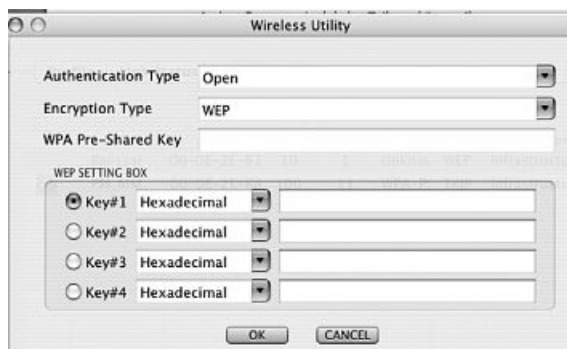 Wireless Utility
Authentication Type Open
Encryption Type WEP
WPA Pre-Shared Key
WEP SETTING BOX
Key#1 Hexadecimal
Key#2 Hexadecimal
Key#3 Hexadecimal
Key#4 Hexadecimal
OK CANCEL